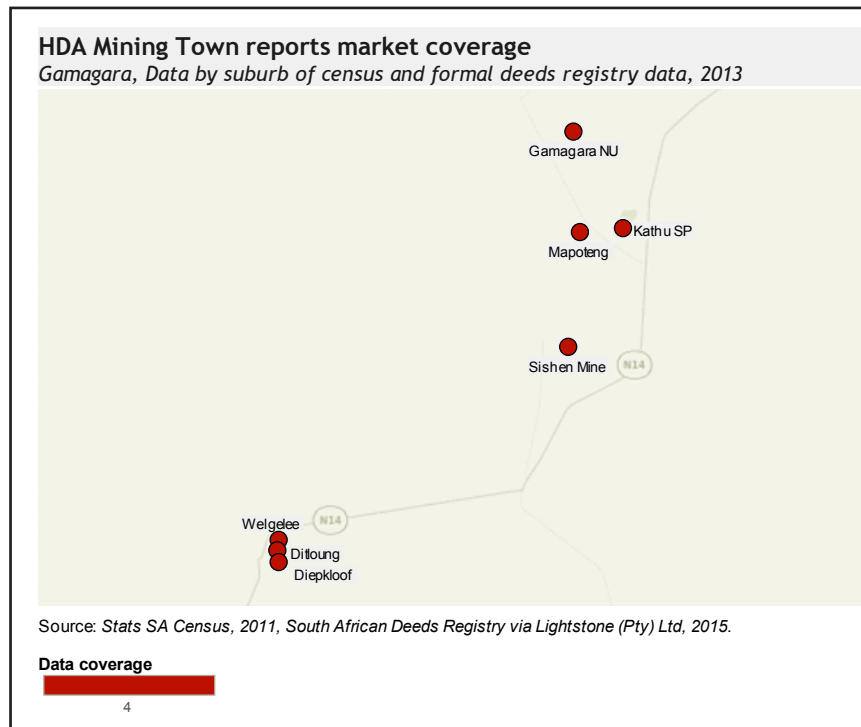 HDA Mining Town reports market coverage
Gamagara, Data by suburb of census and formal deeds registry data, 2013
Gamagara NU
Kathu SP
Mapoteng
Sishen Mine
N14
Welgelee
N14
Ditloung
Diepkloof
Source: Stats SA Census, 2011, South African Deeds Registry via Lightstone (Pty) Ltd, 2015.
Data coverage
4